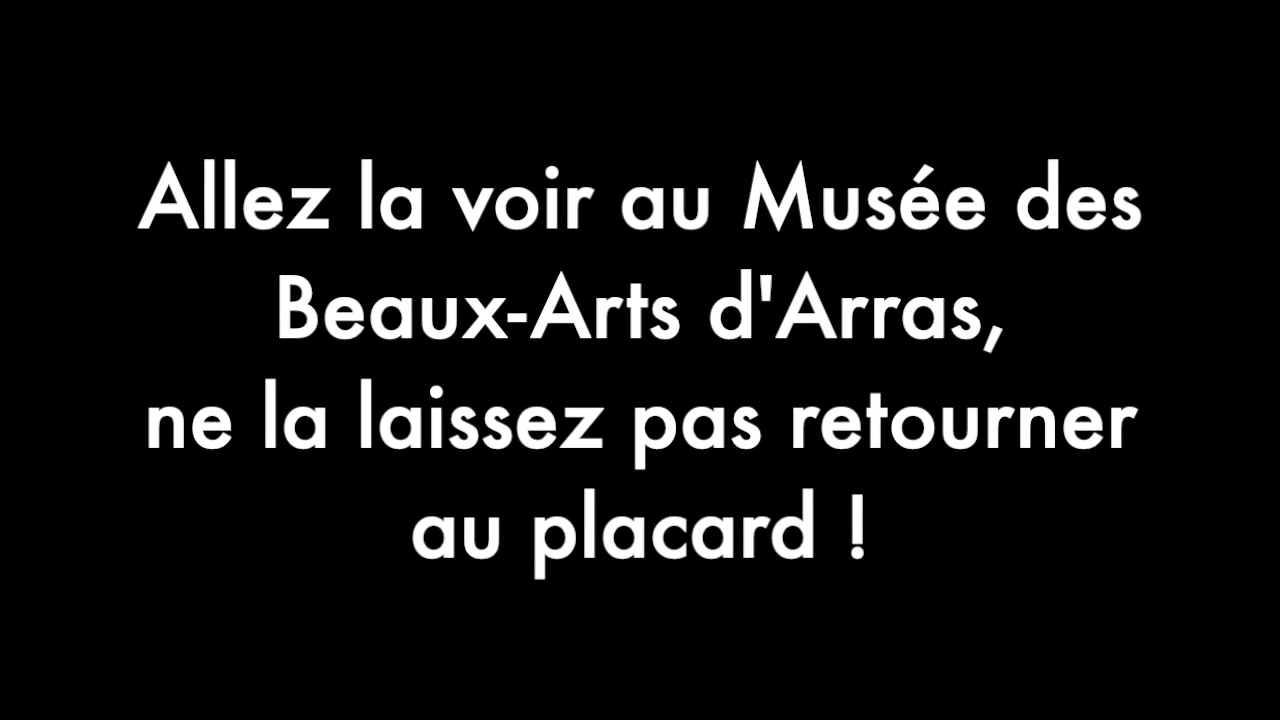 Allez la voir au Musée des
Beaux-Arts d'Arras,
ne la laissez pas retourner
au placard !